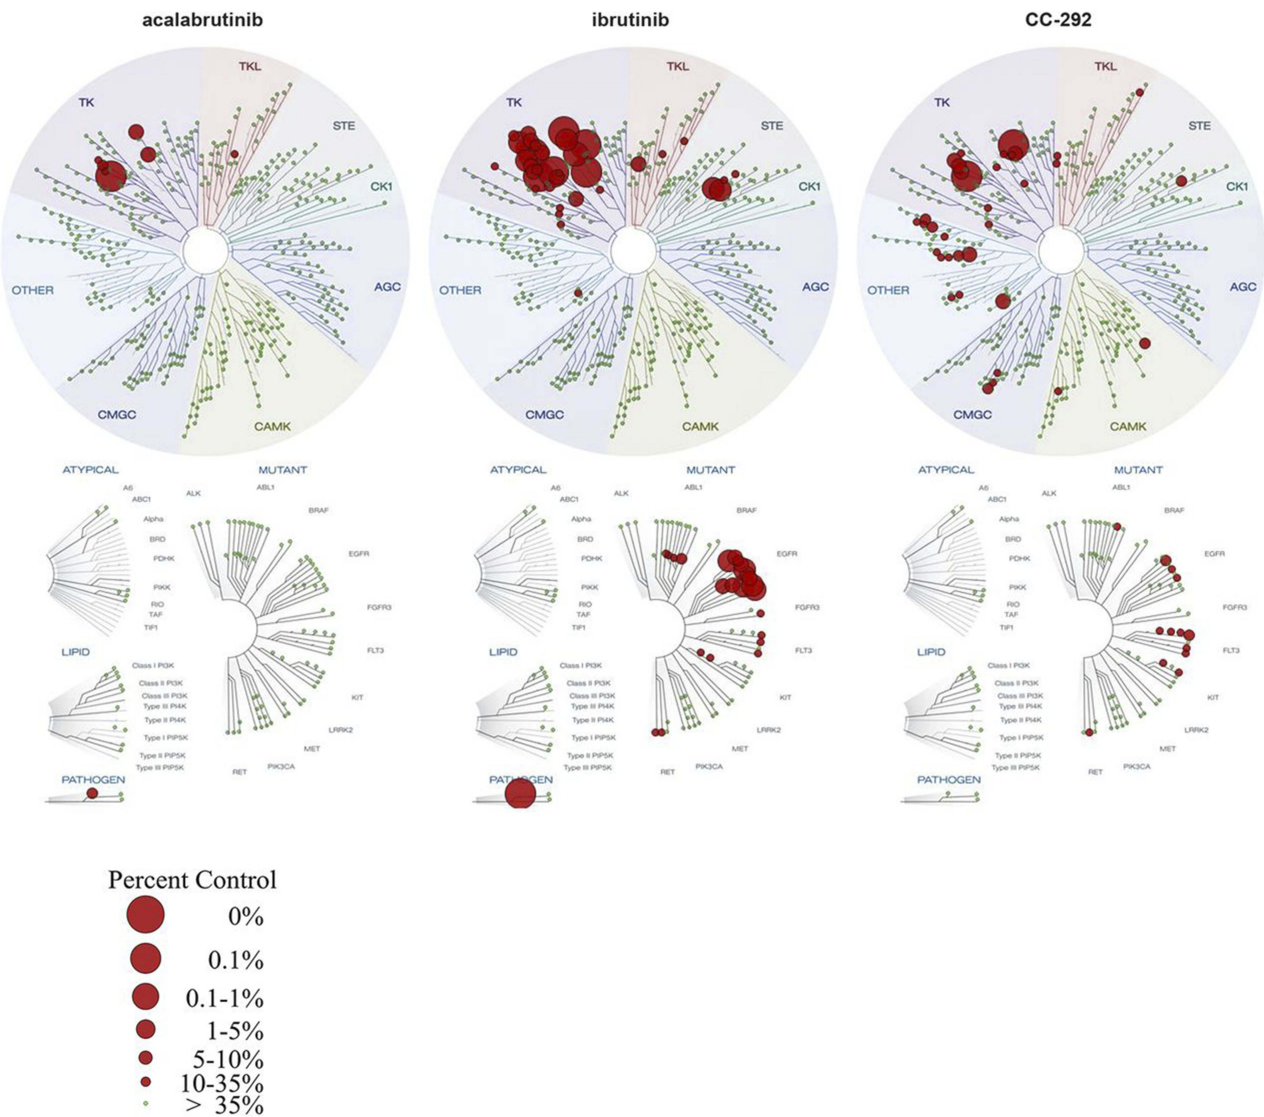 acalabrutinib
TK
TKL
STE
CK1
AGC
CAMK
CMGC
OTHER
ATYPICAL
A6
ABC1
Alpha
BRD
PDHK
PIKK
RIO
TAF
TIF1
LIPID
Class I PI3K
Class II PI3K
Class III PI3K
Type III PI4K
Type II PI4K
Type I PIP5K
Type II PIP5K
Type III PIP5K
PATHOGEN
MUTANT
ALK
ABL1
BRAF
EGFR
FGFR3
FLT3
KIT
LRRK2
MET
PIK3CA
RET
ibrutinib
TK
TKL
STE
CK1
AGC
CAMK
CMGC
OTHER
ATYPICAL
A6
ABC1
Alpha
BRD
PDHK
PIKK
RIO
TAF
TIF1
LIPID
Class I PI3K
Class II PI3K
Class III PI3K
Type III PI4K
Type II PI4K
Type I PIP5K
Type II PIP5K
Type III PIP5K
PATHOGEN
MUTANT
ALK
ABL1
BRAF
EGFR
FGFR3
FLT3
KIT
LRRK2
MET
PIK3CA
RET
CC-292
TK
TKL
STE
CK1
AGC
CAMK
CMGC
OTHER
ATYPICAL
A6
ABC1
Alpha
BRD
PDHK
PIKK
RIO
TAF
TIF1
LIPID
Class I PI3K
Class II PI3K
Class III PI3K
Type III PI4K
Type II PI4K
Type I PIP5K
Type II PIP5K
Type III PIP5K
PATHOGEN
MUTANT
ALK
ABL1
BRAF
EGFR
FGFR3
FLT3
KIT
LRRK2
MET
PIK3CA
RET
Percent Control
0%
0.1%
0.1-1%
1-5%
5-10%
10-35%
> 35%